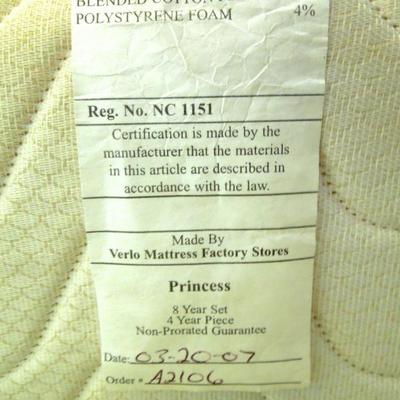 BLENDED COTTON
POLYSTYRENE FOAM 4%
Reg. No. NC 1151
Certification is made by the
manufacturer that the materials
in this article are described in
accordance with the law.
Made By
Verlo Mattress Factory Stores
Princess
8 Year Set
4 Year Piece
Non-Prorated Guarantee
Date: 03-20-07
Order # A2106